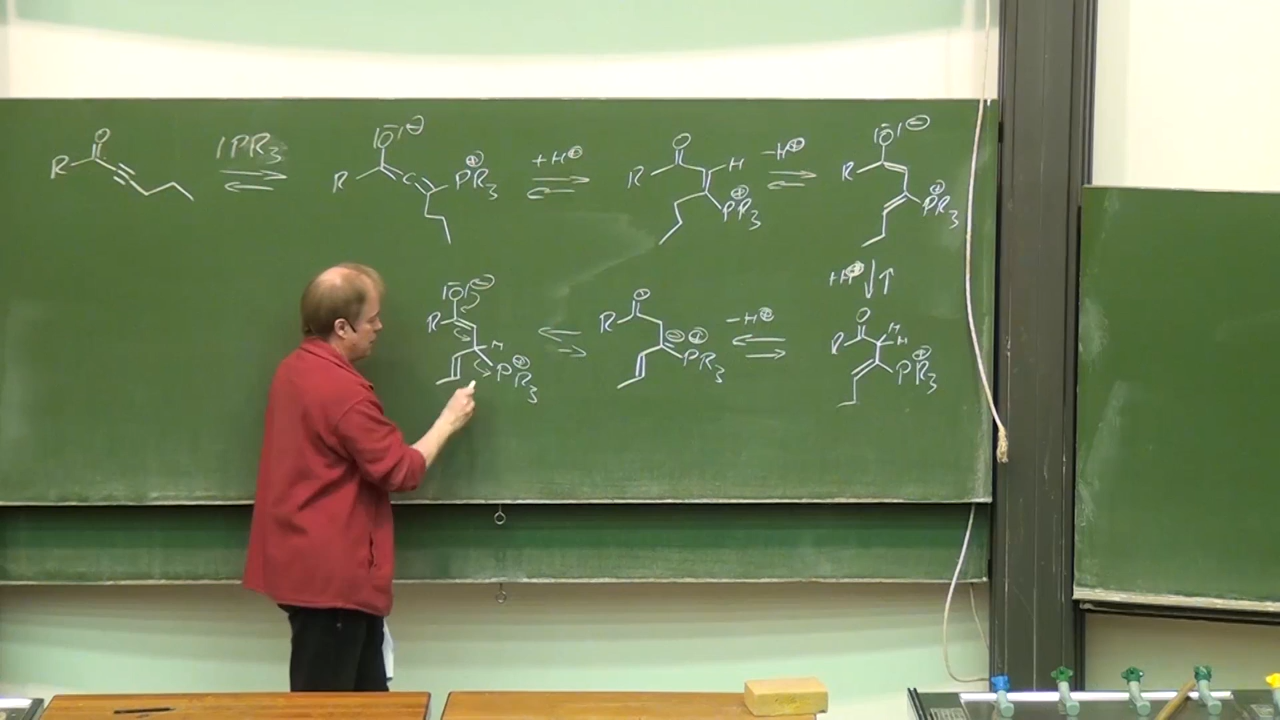 O |PR₃ |O̅|⊖ ⊕ +H⊕ O H -H⊕ |O̅|⊖
R R PR₃ R ⊕ R ⊕
C PR₃ PR₃
+H⊕
|O̅|⊖ O -H⊕ O H
R R ⊖ ⊕ R H
H ⊕ PR₃ ⊕
PR₃ PR₃